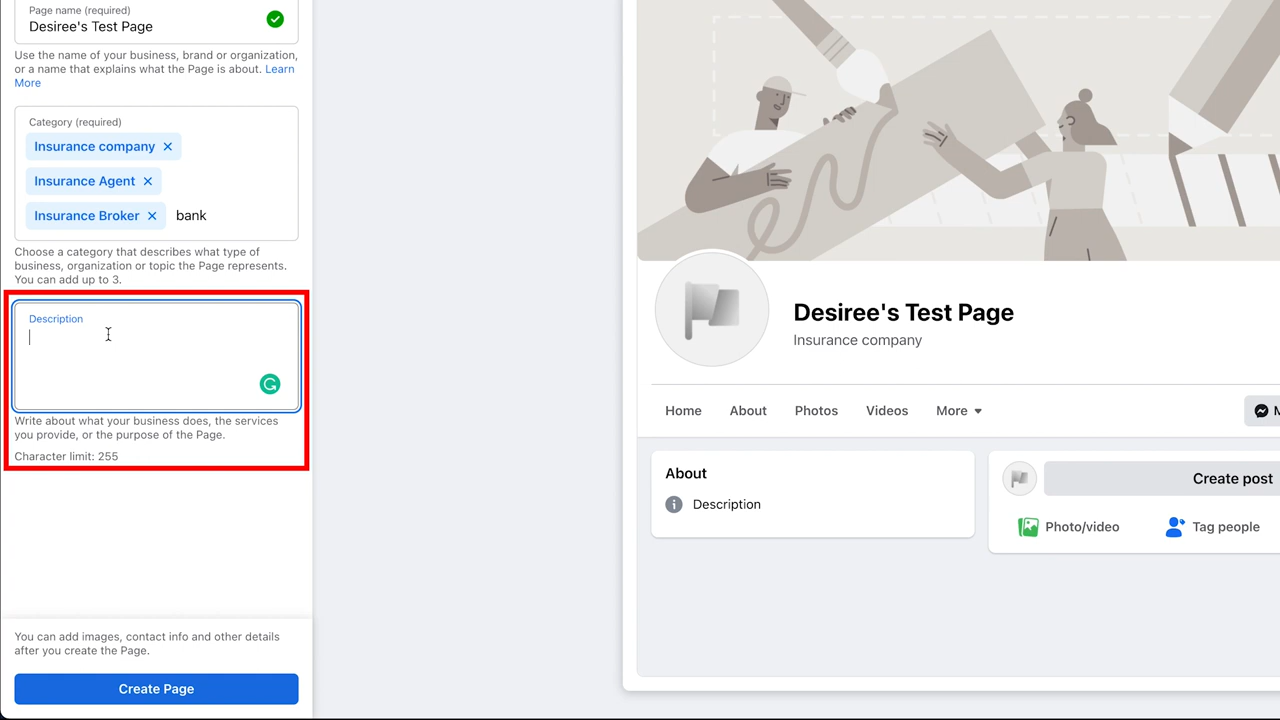 Page name (required)
Desiree's Test Page
Use the name of your business, brand or organization,
or a name that explains what the Page is about. Learn
More
Category (required)
Insurance company
Insurance Agent
Insurance Broker bank
Choose a category that describes what type of
business, organization or topic the Page represents.
You can add up to 3.
Description
Write about what your business does, the services
you provide, or the purpose of the Page.
Character limit: 255
You can add images, contact info and other details
after you create the Page.
Create Page
Desiree's Test Page
Insurance company
Home About Photos Videos More
About
Description
Create post
Photo/video Tag people